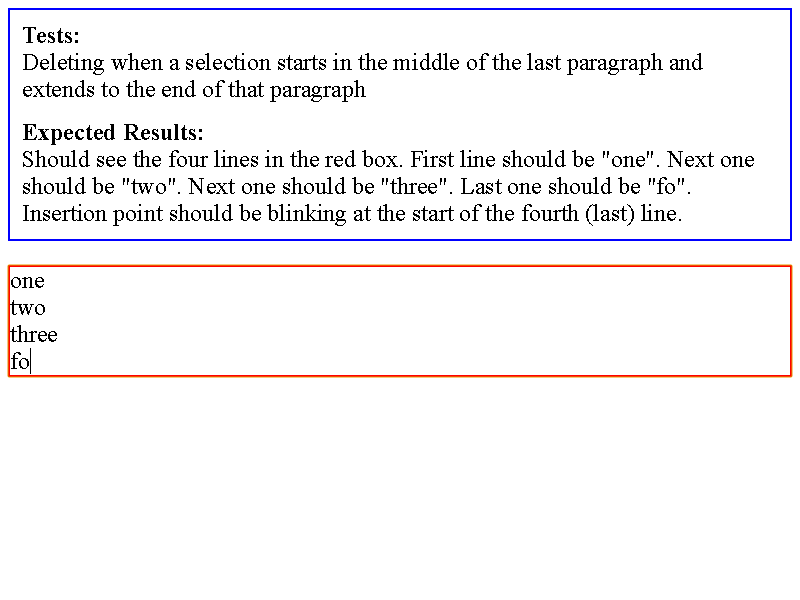 Tests:
Deleting when a selection starts in the middle of the last paragraph and
extends to the end of that paragraph
Expected Results:
Should see the four lines in the red box. First line should be "one". Next one
should be "two". Next one should be "three". Last one should be "fo".
Insertion point should be blinking at the start of the fourth (last) line.
one
two
three
fo